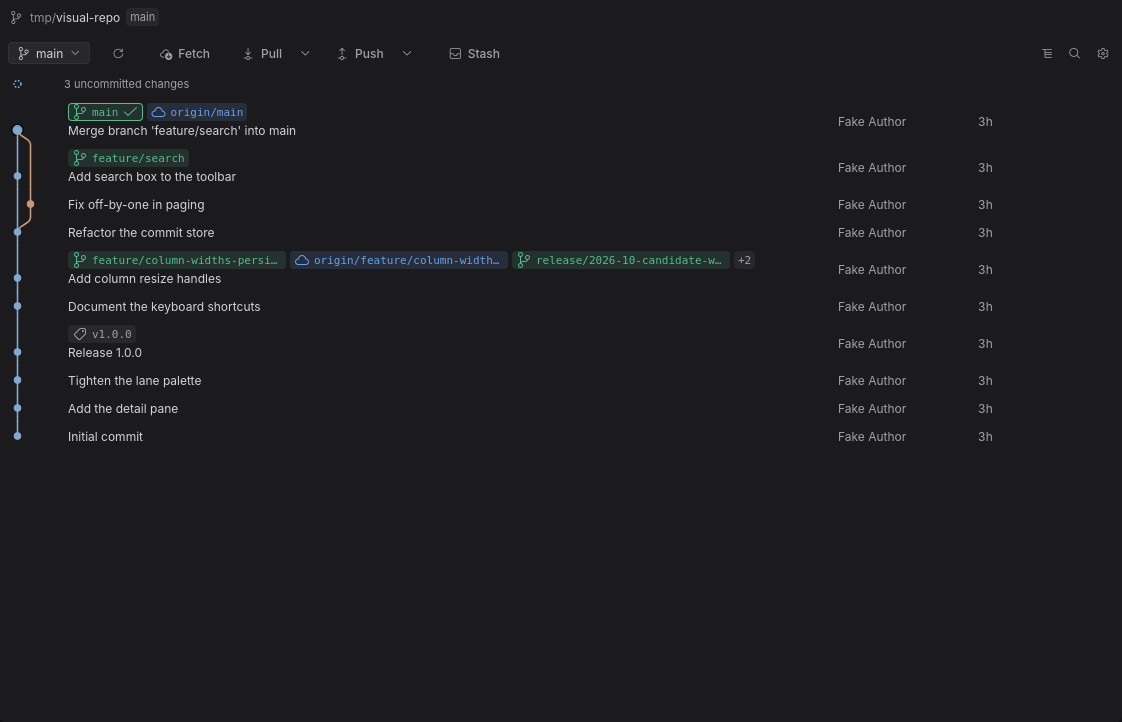 tmp/visual-repo main
main Fetch Pull Push Stash
3 uncommitted changes
main origin/main
Merge branch 'feature/search' into main Fake Author 3h
feature/search
Add search box to the toolbar Fake Author 3h
Fix off-by-one in paging Fake Author 3h
Refactor the commit store Fake Author 3h
feature/column-widths-persi… origin/feature/column-width… release/2026-10-candidate-w… +2
Add column resize handles Fake Author 3h
Document the keyboard shortcuts Fake Author 3h
v1.0.0
Release 1.0.0 Fake Author 3h
Tighten the lane palette Fake Author 3h
Add the detail pane Fake Author 3h
Initial commit Fake Author 3h